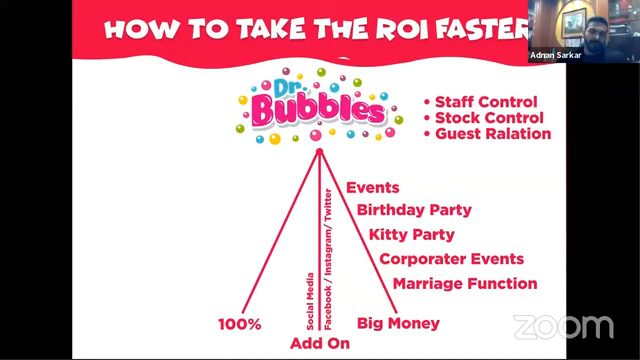 HOW TO TAKE THE ROI FASTER
Adnan Sarkar
Dr.
Bubbles
• Staff Control
• Stock Control
• Guest Ralation
Events
Birthday Party
Kitty Party
Corporater Events
Marriage Function
Social Media
Facebook / Instagram/ Twitter
100%
Big Money
Add On
zoom